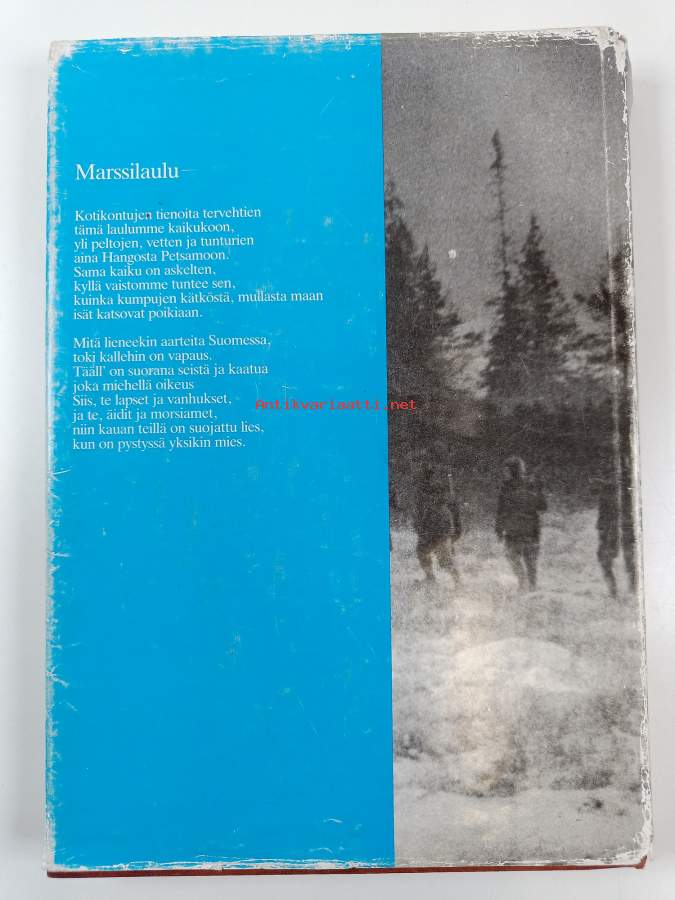 Marssilaulu
Kotikontujen tienoita tervehtien
tämä laulumme kaikukoon,
yli peltojen, vetten ja tunturien
aina Hangosta Petsamoon.
Sama kaiku on askelten,
kyllä vaistomme tuntee sen,
kuinka kumpujen kätköstä, mullasta maan
isät katsovat poikiaan.
Mitä lieneekin aarteita Suomessa,
toki kallehin on vapaus.
Tääll' on suorana seistä ja kaatua
joka miehellä oikeus
Siis, te lapset ja vanhukset,
ja te, äidit ja morsiamet,
niin kauan teillä on suojattu lies,
kun on pystyssä yksikin mies.
Antikvariaatti.net